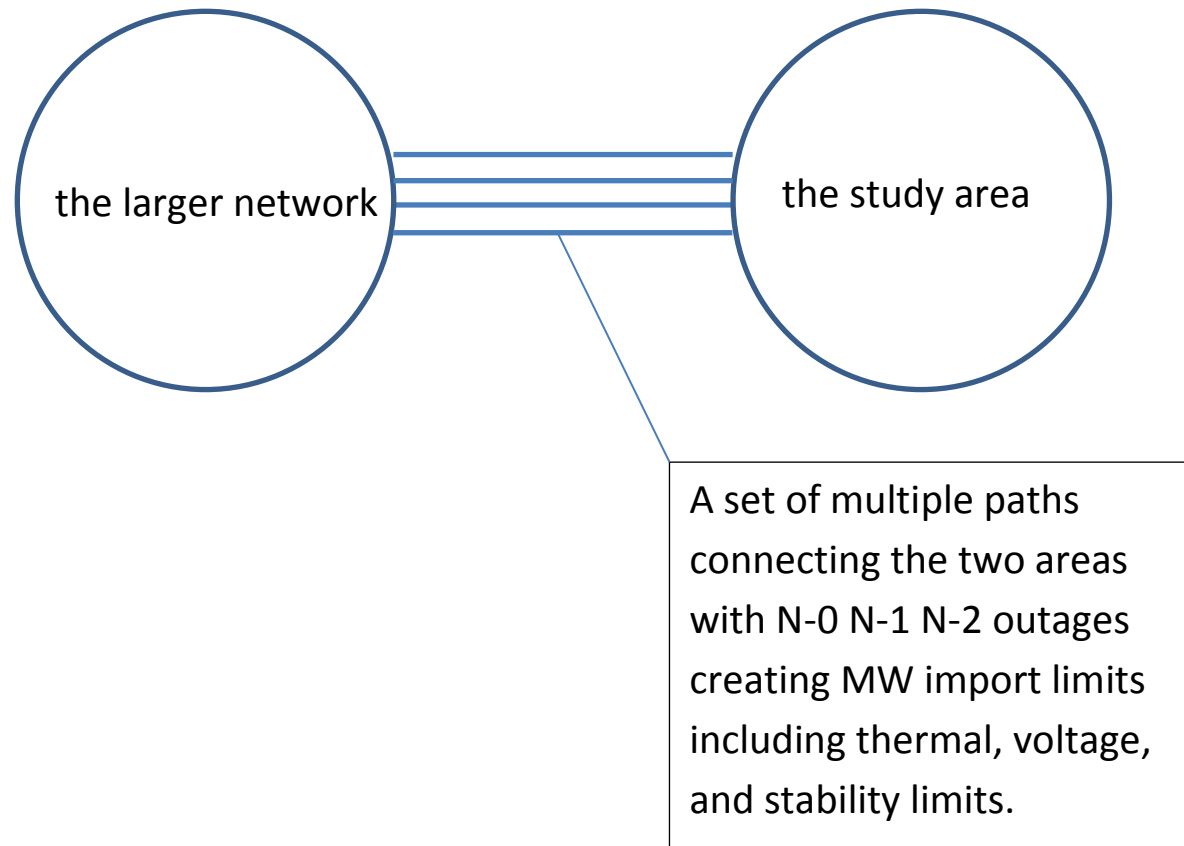 the larger network
the study area
A set of multiple paths
connecting the two areas
with N-0 N-1 N-2 outages
creating MW import limits
including thermal, voltage,
and stability limits.